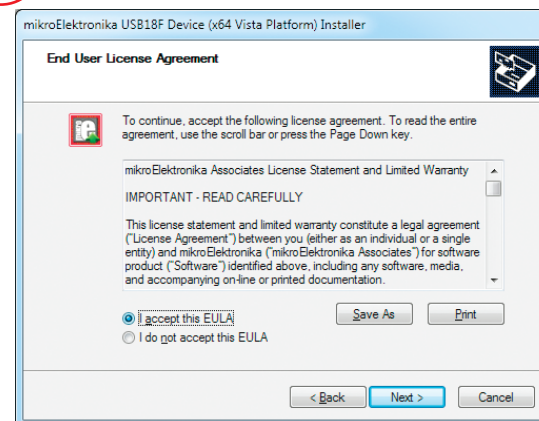 mikroElektronika USB18F Device (x64 Vista Platform) Installer
End User License Agreement
To continue, accept the following license agreement. To read the entire
agreement, use the scroll bar or press the Page Down key.
mikroElektronika Associates License Statement and Limited Warranty
IMPORTANT - READ CAREFULLY
This license statement and limited warranty constitute a legal agreement
("License Agreement") between you (either as an individual or a single
entity) and mikroElektronika ("mikroElektronika Associates") for software
product ("Software") identified above, including any software, media,
and accompanying on-line or printed documentation.
I accept this EULA
Save As
Print
I do not accept this EULA
< Back
Next >
Cancel